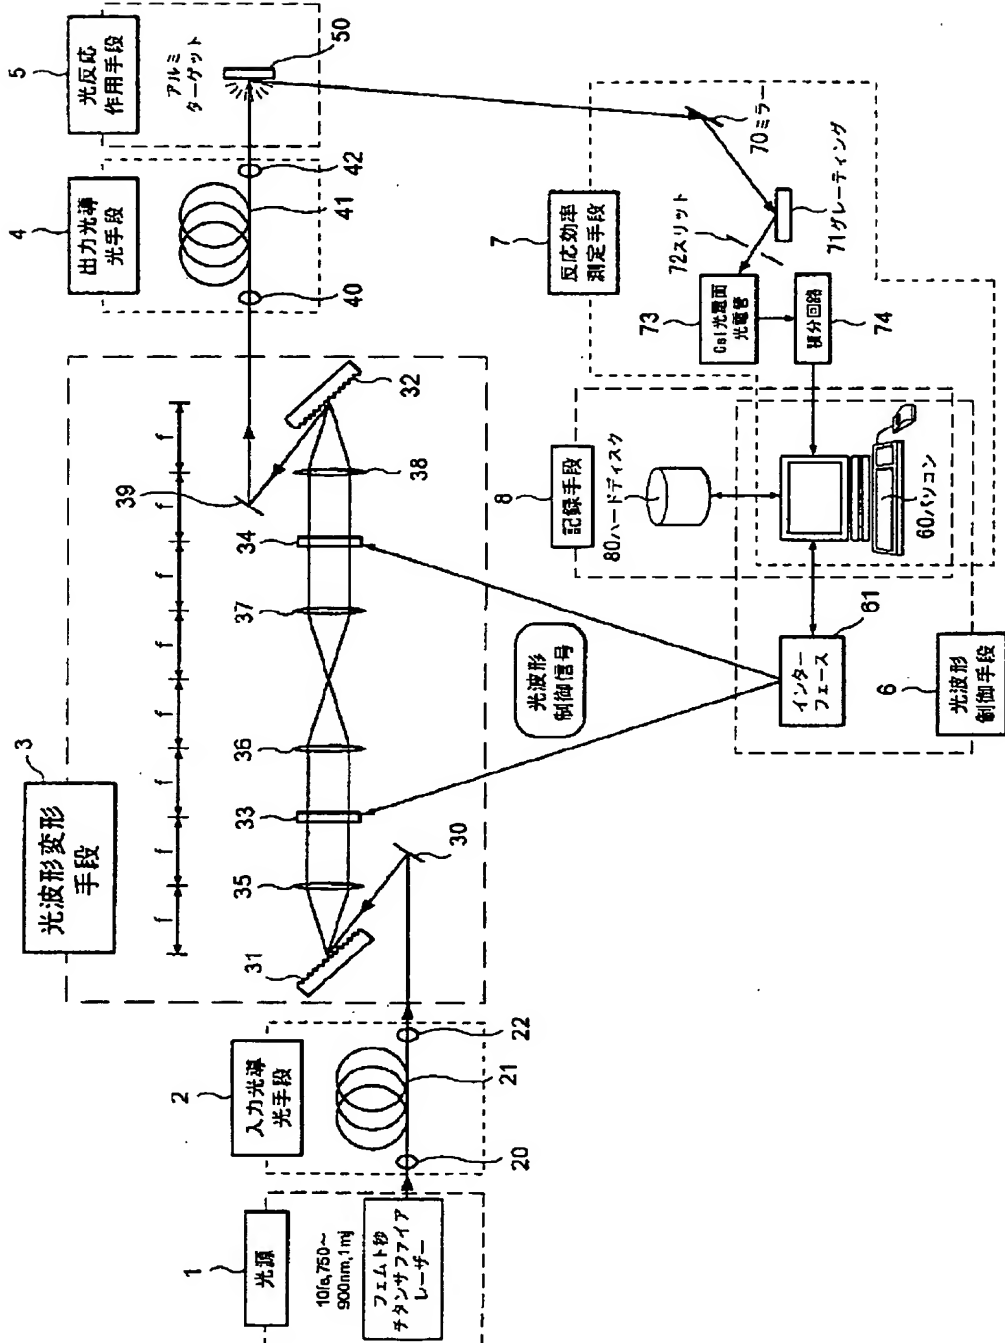 1
光源
10fs,750~
900nm,1mj
フェムト秒
チタンサファイア
レーザー
2
入力光導
光手段
20
21
22
3
光波形変形
手段
f
f
f
f
f
f
f
f
30
31
32
33
34
35
36
37
38
39
4
出力光導
光手段
40
41
42
5
光反応
作用手段
アルミ
ターゲット
50
光波形
制御信号
6
光波形
制御手段
インター
フェース
61
60パソコン
7
反応効率
測定手段
70ミラー
71グレーティング
72スリット
73
CsI光電面
光電管
積分回路
74
8
記録手段
80ハードディスク